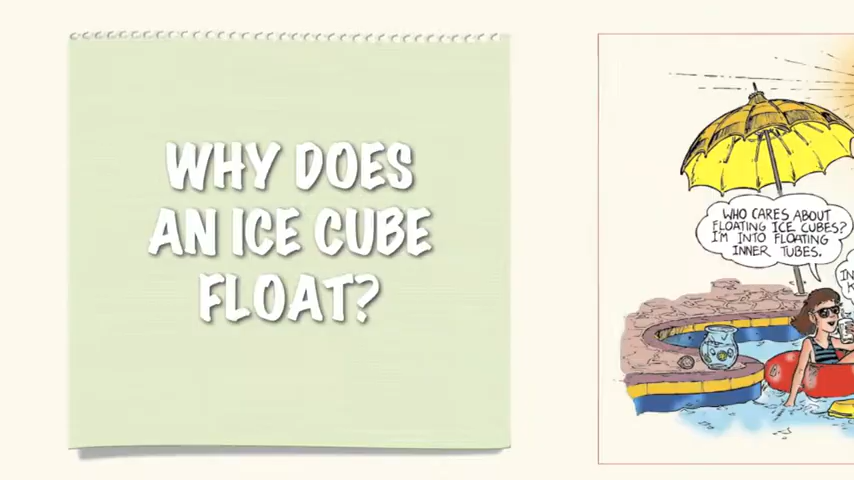 WHY DOES
AN ICE CUBE
FLOAT?
WHO CARES ABOUT
FLOATING ICE CUBES?
I'M INTO FLOATING
INNER TUBES.